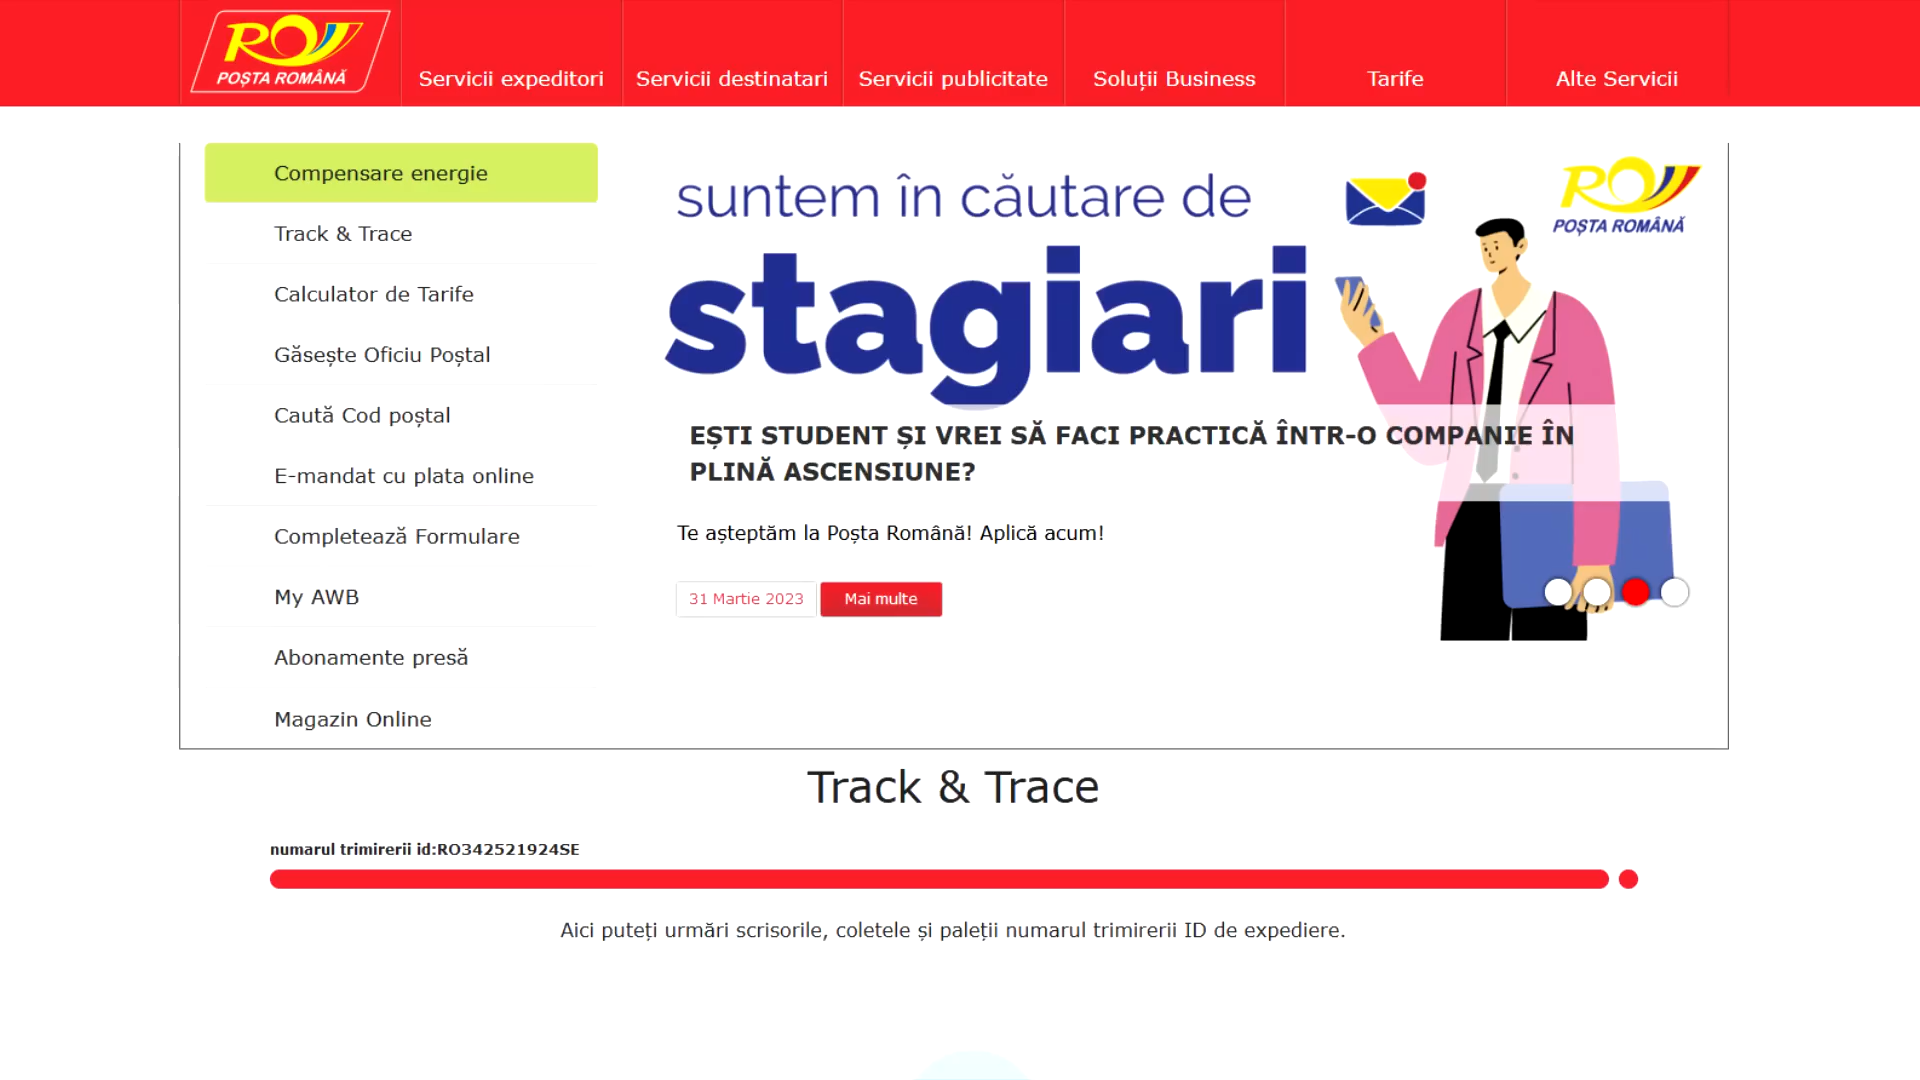 POȘTA ROMÂNĂ
Servicii expeditori
Servicii destinatari
Servicii publicitate
Soluții Business
Tarife
Alte Servicii
Compensare energie
Track & Trace
Calculator de Tarife
Găsește Oficiu Poștal
Caută Cod poștal
E-mandat cu plata online
Completează Formulare
My AWB
Abonamente presă
Magazin Online
suntem în căutare de
stagiari
POȘTA ROMÂNĂ
EȘTI STUDENT ȘI VREI SĂ FACI PRACTICĂ ÎNTR-O COMPANIE ÎN
PLINĂ ASCENSIUNE?
Te așteptăm la Poșta Română! Aplică acum!
31 Martie 2023
Mai multe
Track & Trace
numarul trimirerii id:RO342521924SE
Aici puteți urmări scrisorile, coletele și paleții numarul trimirerii ID de expediere.